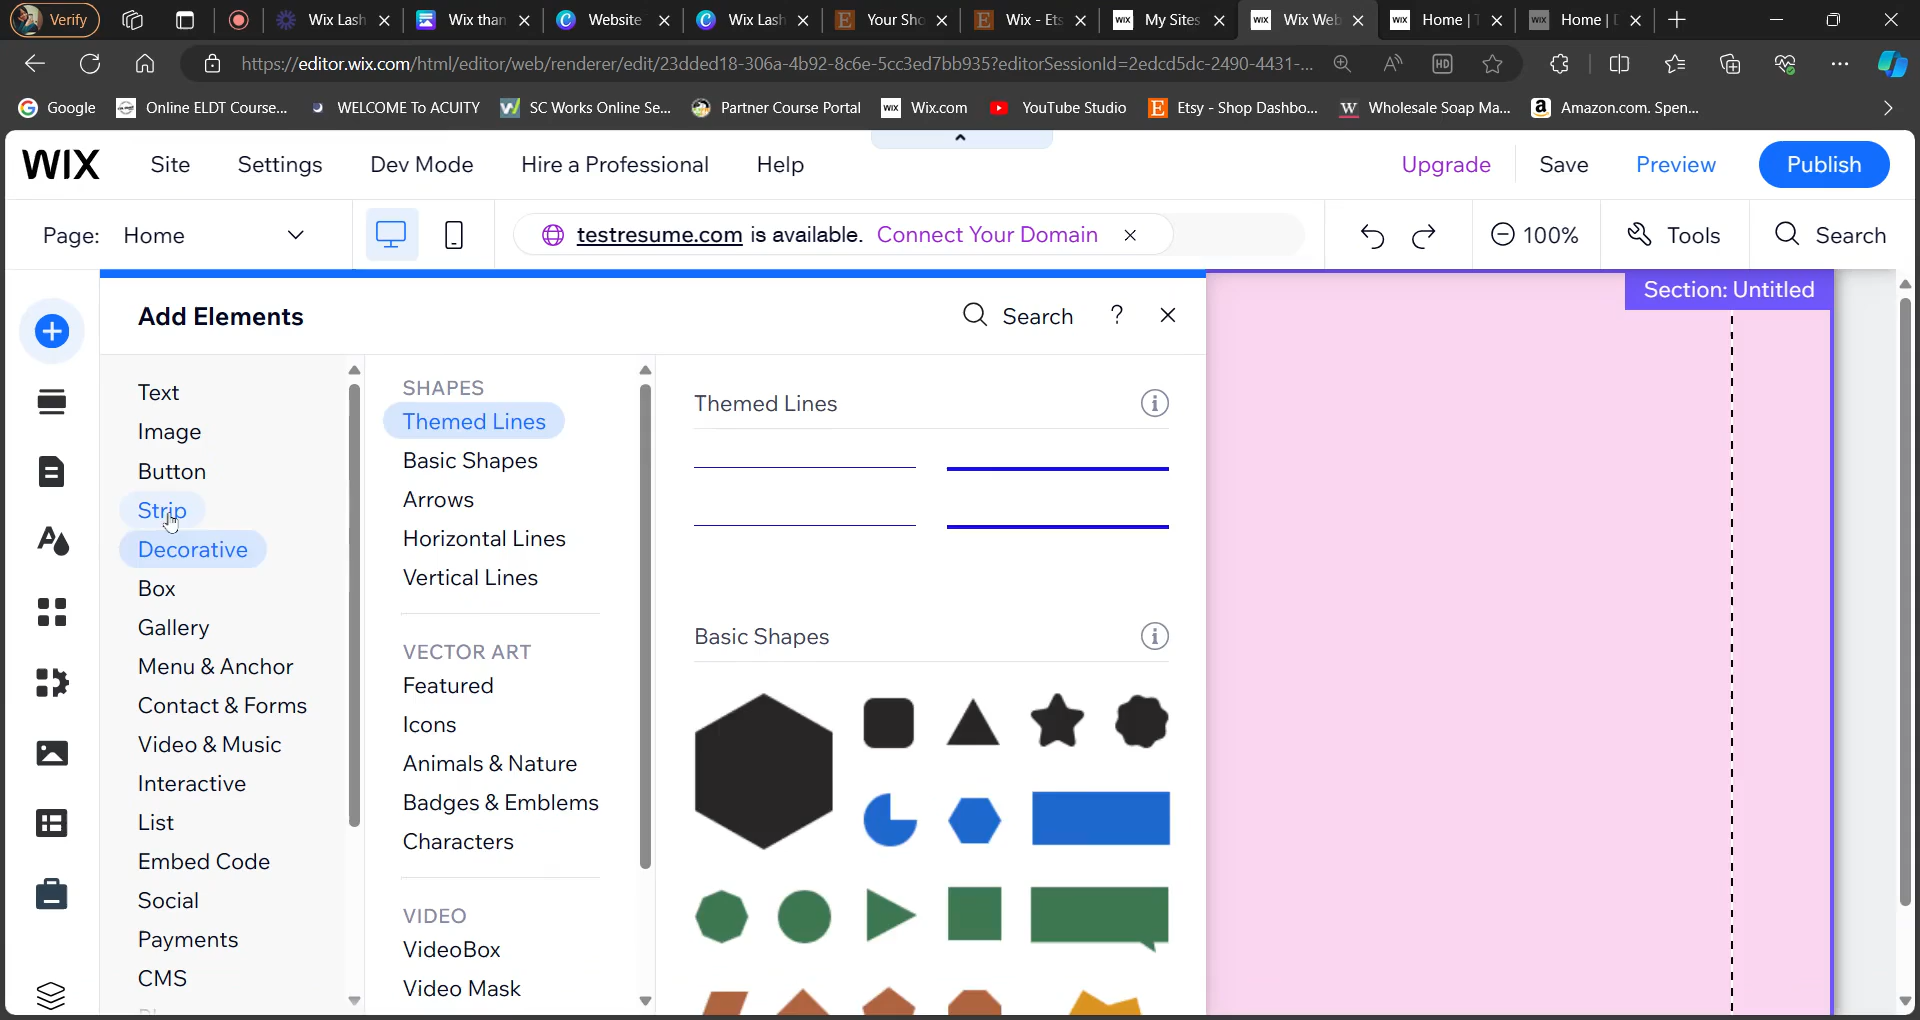 Verify
Wix Lash
Wix than
Website
Wix Lash
Your Sho
Wix - Ets
My Sites
Wix Web
Home | T
Home |
https://editor.wix.com/html/editor/web/renderer/edit/23dded18-306a-4b92-8c6e-5cc3ed7bb935?editorSessionId=2edcd5dc-2490-4431-...
Google
Online ELDT Course...
WELCOME To ACUITY
SC Works Online Se...
Partner Course Portal
Wix.com
YouTube Studio
Etsy - Shop Dashbo...
Wholesale Soap Ma...
Amazon.com. Spen...
WIX
Site
Settings
Dev Mode
Hire a Professional
Help
Upgrade
Save
Preview
Publish
Page: Home
testresume.com is available. Connect Your Domain
100%
Tools
Search
Add Elements
Search
?
Section: Untitled
Text
Image
Button
Strip
Decorative
Box
Gallery
Menu & Anchor
Contact & Forms
Video & Music
Interactive
List
Embed Code
Social
Payments
CMS
SHAPES
Themed Lines
Basic Shapes
Arrows
Horizontal Lines
Vertical Lines
VECTOR ART
Featured
Icons
Animals & Nature
Badges & Emblems
Characters
VIDEO
VideoBox
Video Mask
Themed Lines
Basic Shapes